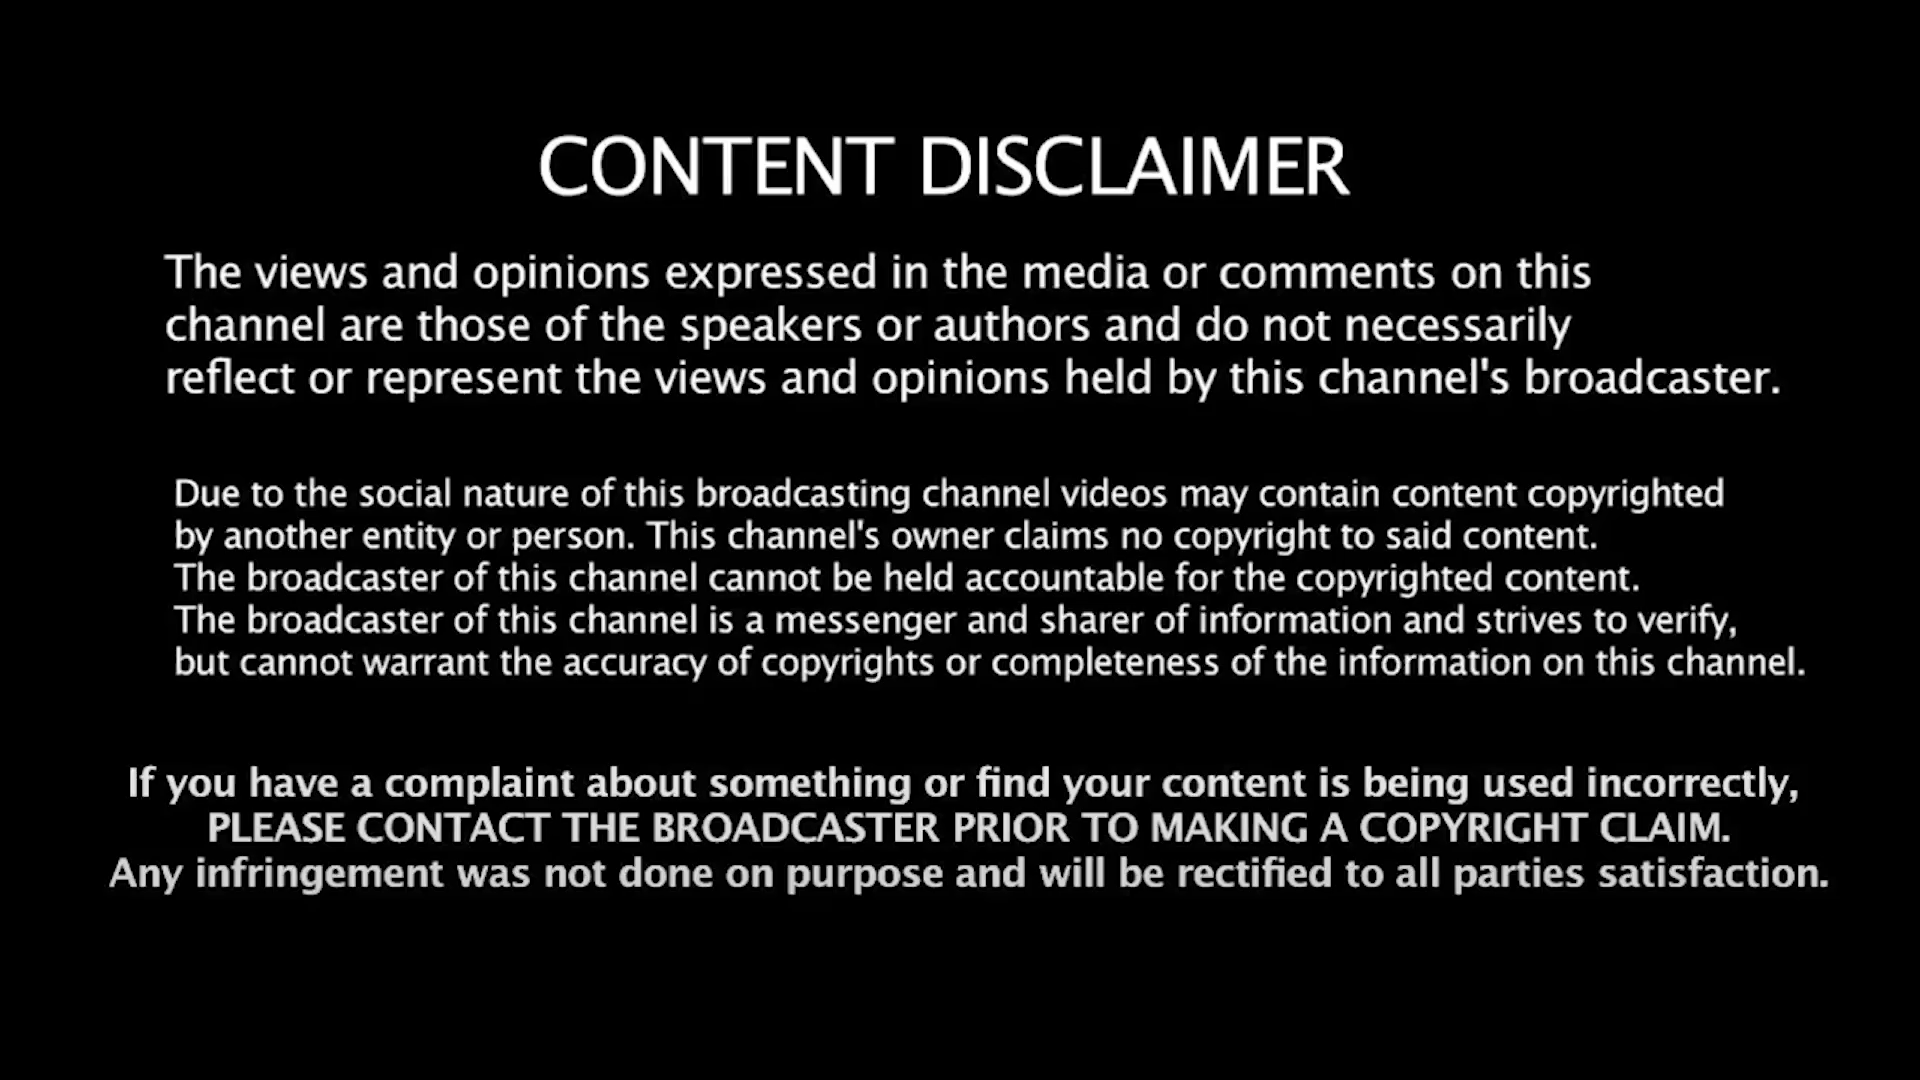 CONTENT DISCLAIMER
The views and opinions expressed in the media or comments on this
channel are those of the speakers or authors and do not necessarily
reflect or represent the views and opinions held by this channel's broadcaster.
Due to the social nature of this broadcasting channel videos may contain content copyrighted
by another entity or person. This channel's owner claims no copyright to said content.
The broadcaster of this channel cannot be held accountable for the copyrighted content.
The broadcaster of this channel is a messenger and sharer of information and strives to verify,
but cannot warrant the accuracy of copyrights or completeness of the information on this channel.
If you have a complaint about something or find your content is being used incorrectly,
PLEASE CONTACT THE BROADCASTER PRIOR TO MAKING A COPYRIGHT CLAIM.
Any infringement was not done on purpose and will be rectified to all parties satisfaction.